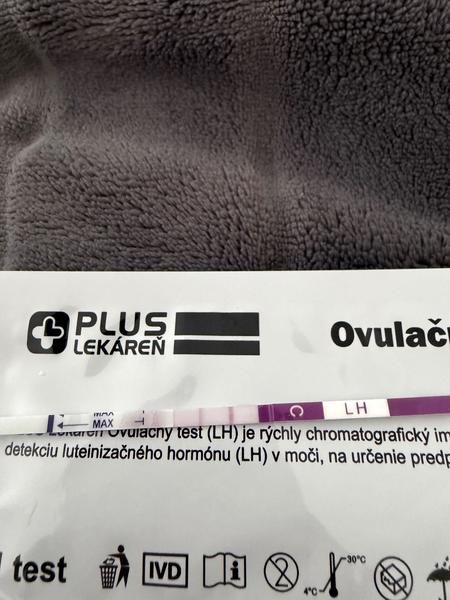 PLUS
LEKÁREŇ
Ovulač
MAX
MAX
C
LH
Ovulačný test (LH) je rýchly chromatografický im
detekciu luteinizačného hormónu (LH) v moči, na určenie predp
test
IVD
i
2
4°C
30°C